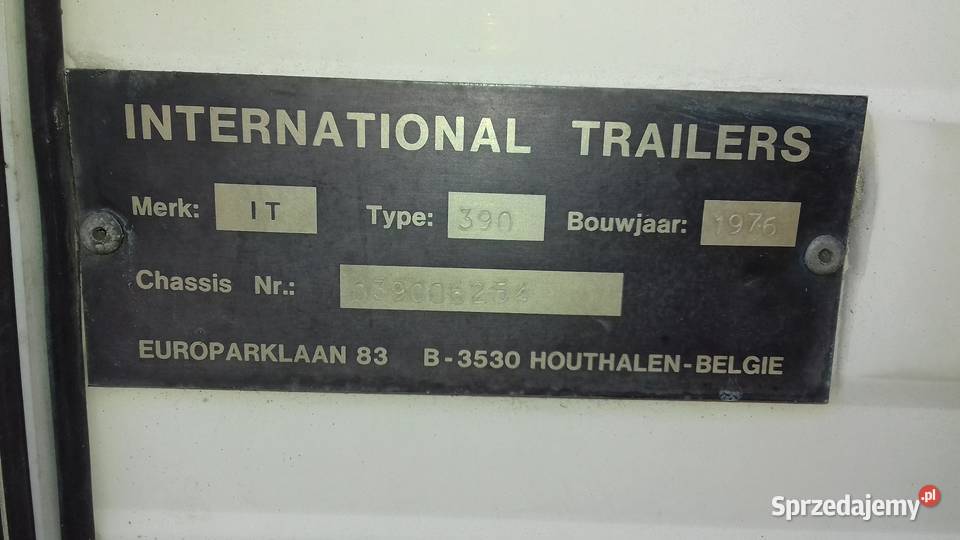 INTERNATIONAL TRAILERS
Merk: IT Type: 390 Bouwjaar: 1976
Chassis Nr.:
EUROPARKLAAN 83 B-3530 HOUTHALEN-BELGIE
Sprzedajemy.pl